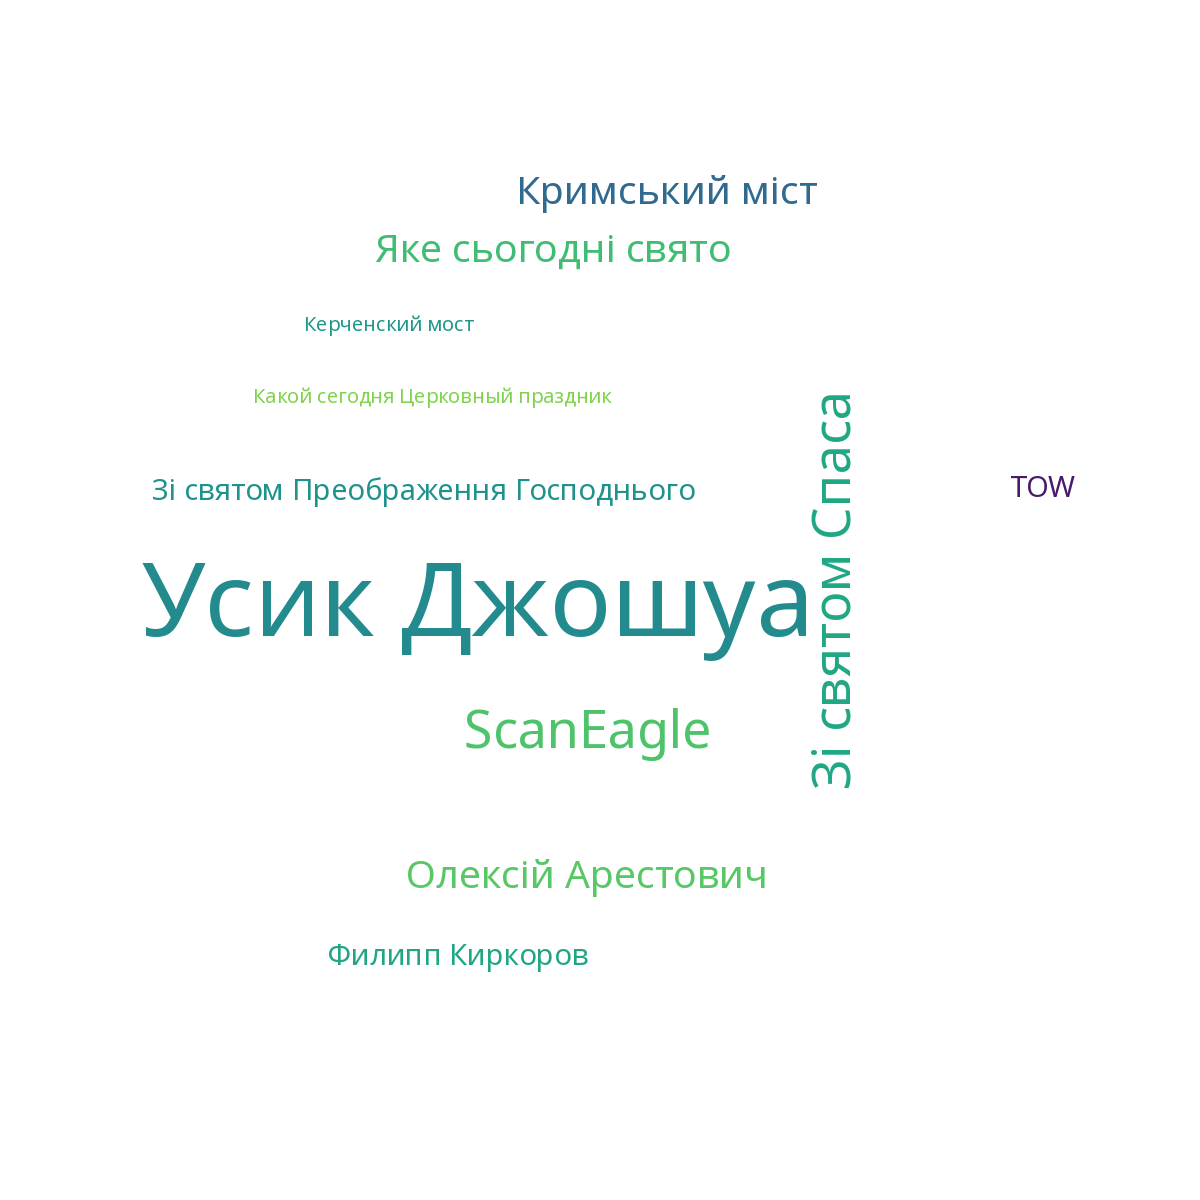 Кримський міст
Яке сьогодні свято
Керченский мост
Какой сегодня Церковный праздник
Зі святом Преображення Господнього
TOW
Усик Джошуа
Зі святом Спаса
ScanEagle
Олексій Арестович
Филипп Киркоров